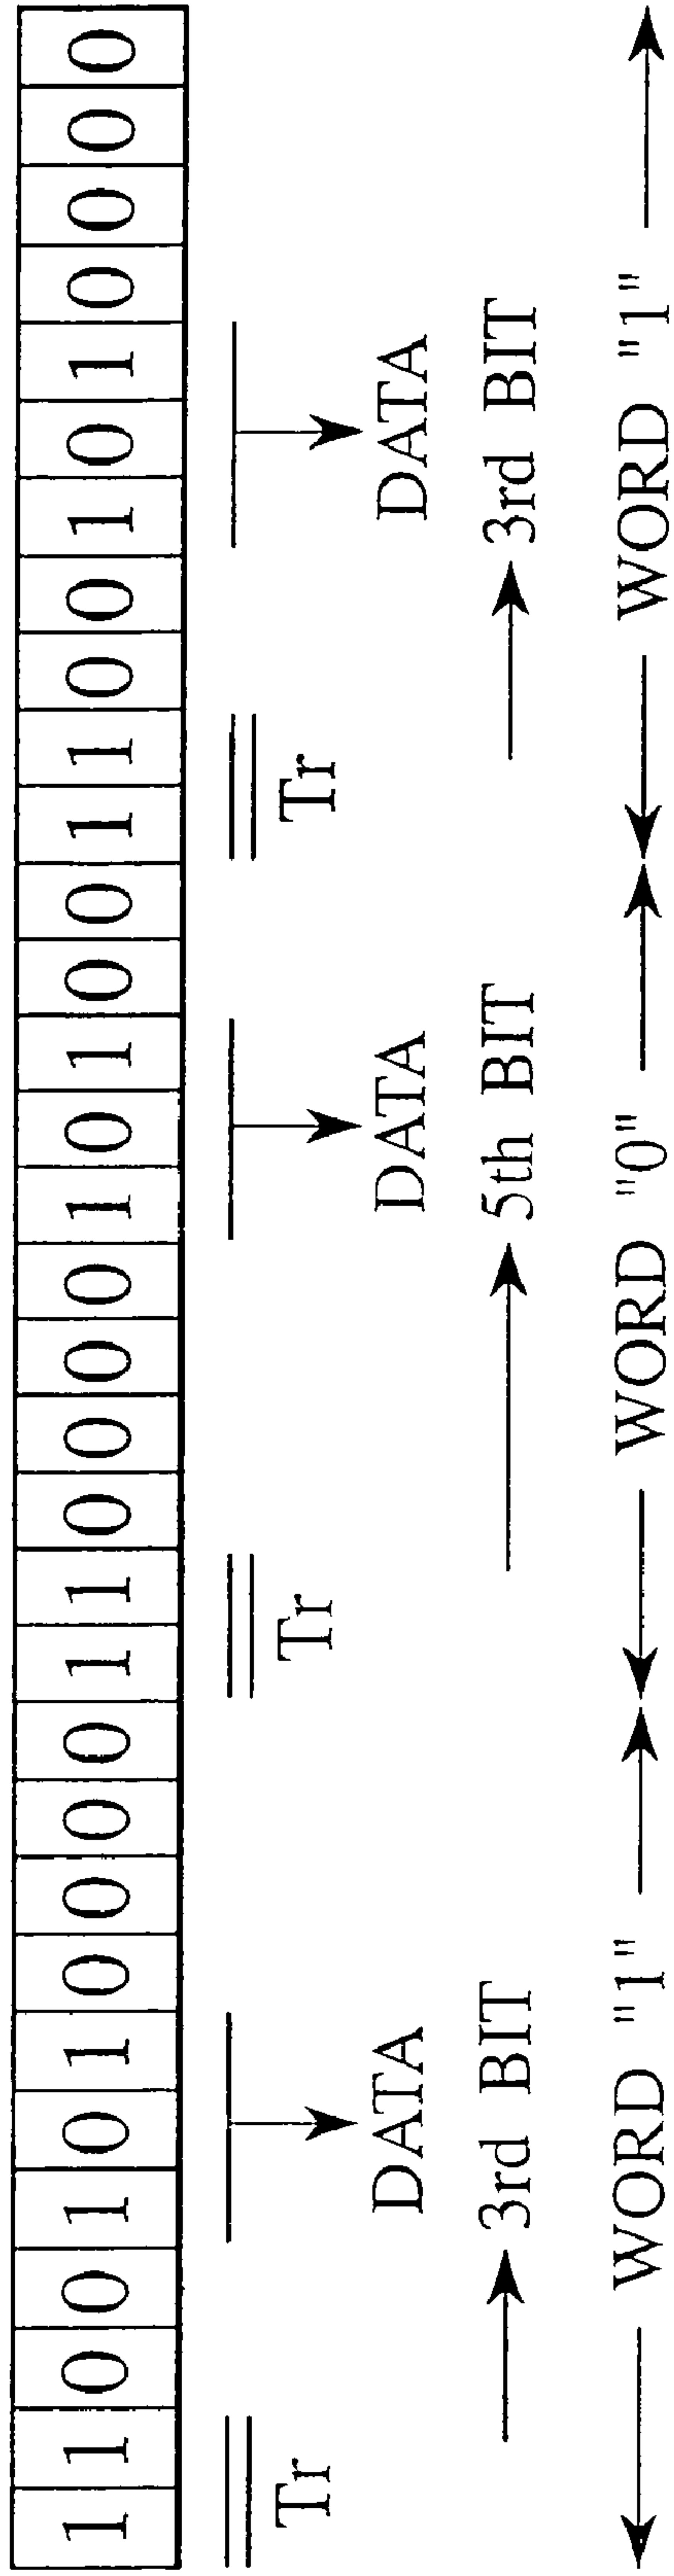 1 1 0 0 1 0 1 0 0 0 0 1 1 0 0 0 0 1 0 1 0 0 1 1 0 0 1 0 1 0 0 0 0
Tr Tr Tr
DATA DATA DATA
3rd BIT 5th BIT 3rd BIT
WORD "1" WORD "0" WORD "1"